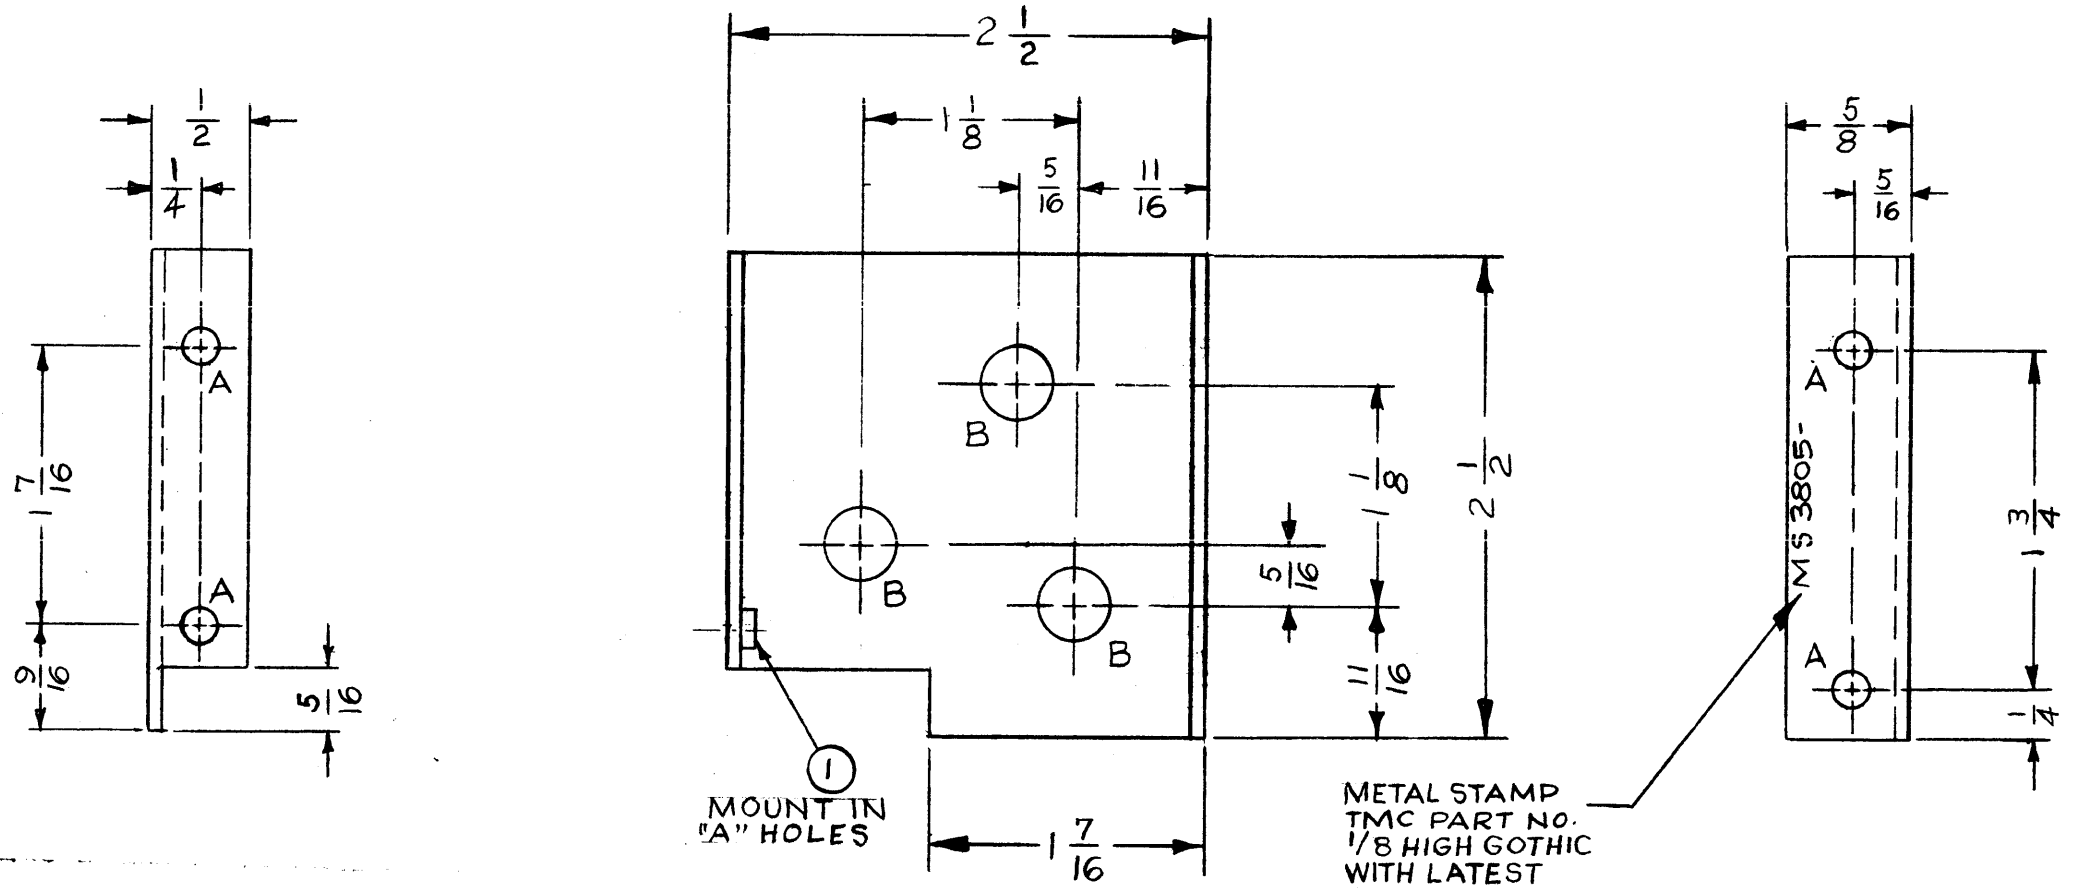 2 1/2
1/2
1 1/8
5/8
1/4
5/16
11/16
5/16
A
A
1 7/16
9/16
5/16
B
B
B
1 1/8
2 1/2
5/16
11/16
A
MS3805-
A
1 3/4
1/4
1
MOUNT IN
"A" HOLES
1 7/16
METAL STAMP
TMC PART NO.
1/8 HIGH GOTHIC
WITH LATEST